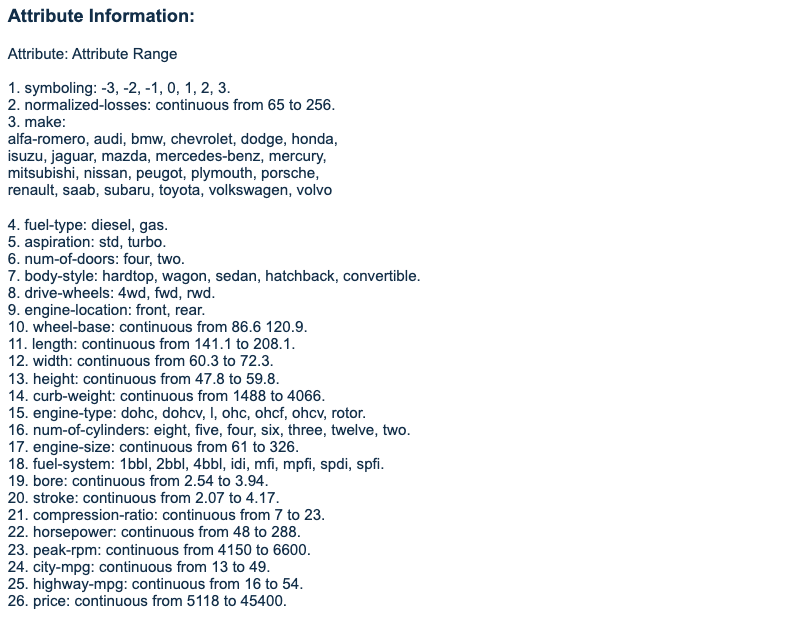 Attribute Information:
Attribute: Attribute Range
1. symboling: -3, -2, -1, 0, 1, 2, 3.
2. normalized-losses: continuous from 65 to 256.
3. make:
alfa-romero, audi, bmw, chevrolet, dodge, honda,
isuzu, jaguar, mazda, mercedes-benz, mercury,
mitsubishi, nissan, peugot, plymouth, porsche,
renault, saab, subaru, toyota, volkswagen, volvo
4. fuel-type: diesel, gas.
5. aspiration: std, turbo.
6. num-of-doors: four, two.
7. body-style: hardtop, wagon, sedan, hatchback, convertible.
8. drive-wheels: 4wd, fwd, rwd.
9. engine-location: front, rear.
10. wheel-base: continuous from 86.6 120.9.
11. length: continuous from 141.1 to 208.1.
12. width: continuous from 60.3 to 72.3.
13. height: continuous from 47.8 to 59.8.
14. curb-weight: continuous from 1488 to 4066.
15. engine-type: dohc, dohcv, l, ohc, ohcf, ohcv, rotor.
16. num-of-cylinders: eight, five, four, six, three, twelve, two.
17. engine-size: continuous from 61 to 326.
18. fuel-system: 1bbl, 2bbl, 4bbl, idi, mfi, mpfi, spdi, spfi.
19. bore: continuous from 2.54 to 3.94.
20. stroke: continuous from 2.07 to 4.17.
21. compression-ratio: continuous from 7 to 23.
22. horsepower: continuous from 48 to 288.
23. peak-rpm: continuous from 4150 to 6600.
24. city-mpg: continuous from 13 to 49.
25. highway-mpg: continuous from 16 to 54.
26. price: continuous from 5118 to 45400.